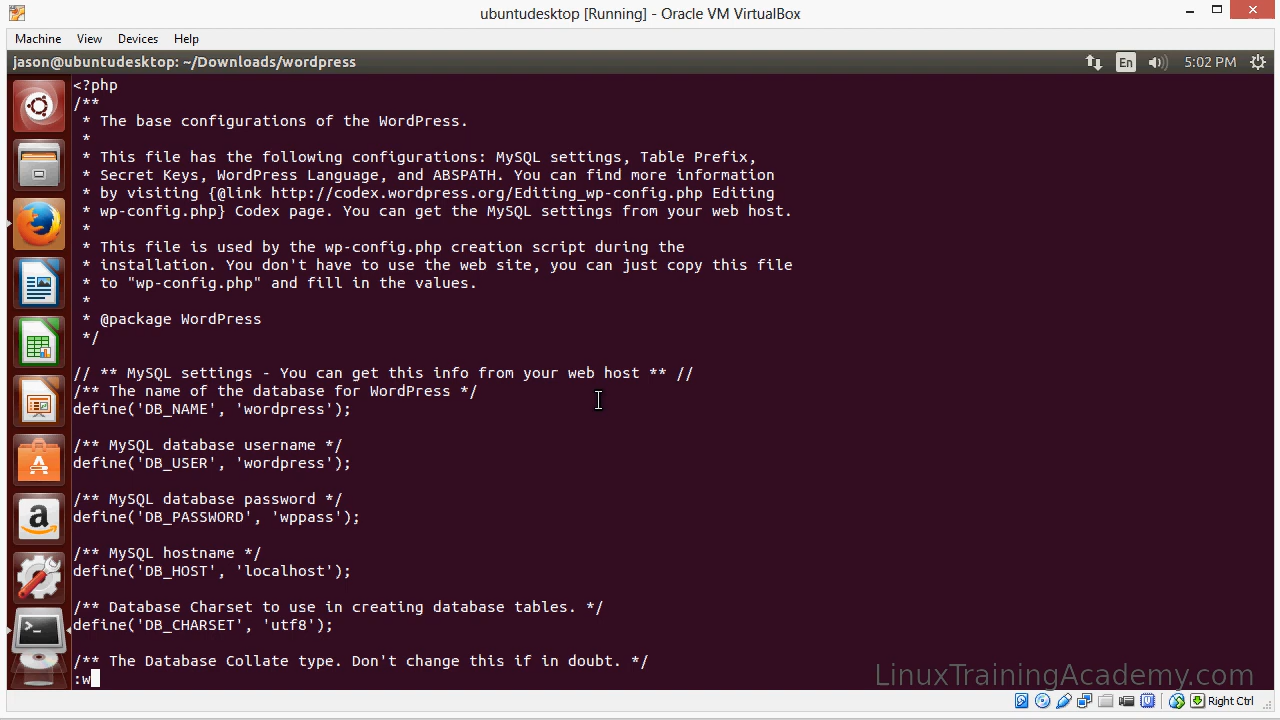 ubuntudesktop [Running] - Oracle VM VirtualBox
Machine View Devices Help
jason@ubuntudesktop: ~/Downloads/wordpress En 5:02 PM
<?php
/**
 * The base configurations of the WordPress.
 *
 * This file has the following configurations: MySQL settings, Table Prefix,
 * Secret Keys, WordPress Language, and ABSPATH. You can find more information
 * by visiting {@link http://codex.wordpress.org/Editing_wp-config.php Editing
 * wp-config.php} Codex page. You can get the MySQL settings from your web host.
 *
 * This file is used by the wp-config.php creation script during the
 * installation. You don't have to use the web site, you can just copy this file
 * to "wp-config.php" and fill in the values.
 *
 * @package WordPress
 */
// ** MySQL settings - You can get this info from your web host ** //
/** The name of the database for WordPress */
define('DB_NAME', 'wordpress');
/** MySQL database username */
define('DB_USER', 'wordpress');
/** MySQL database password */
define('DB_PASSWORD', 'wppass');
/** MySQL hostname */
define('DB_HOST', 'localhost');
/** Database Charset to use in creating database tables. */
define('DB_CHARSET', 'utf8');
/** The Database Collate type. Don't change this if in doubt. */
:w
LinuxTrainingAcademy.com
Right Ctrl